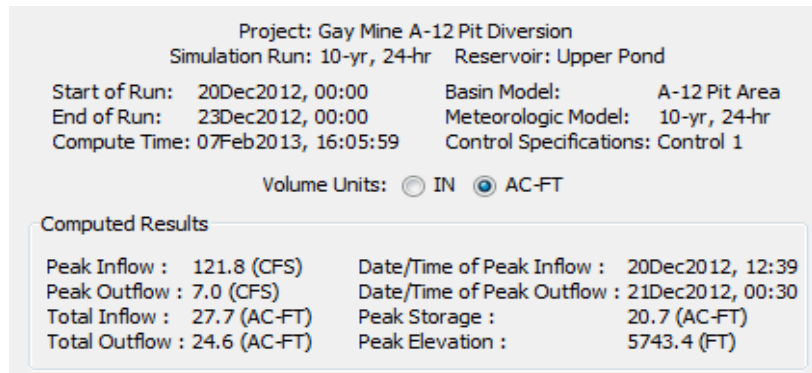 Project: Gay Mine A-12 Pit Diversion
Simulation Run: 10-yr, 24-hr Reservoir: Upper Pond
Start of Run: 20Dec2012, 00:00 Basin Model: A-12 Pit Area
End of Run: 23Dec2012, 00:00 Meteorologic Model: 10-yr, 24-hr
Compute Time: 07Feb2013, 16:05:59 Control Specifications: Control 1
Volume Units: IN AC-FT
Computed Results
Peak Inflow : 121.8 (CFS) Date/Time of Peak Inflow : 20Dec2012, 12:39
Peak Outflow : 7.0 (CFS) Date/Time of Peak Outflow : 21Dec2012, 00:30
Total Inflow : 27.7 (AC-FT) Peak Storage : 20.7 (AC-FT)
Total Outflow : 24.6 (AC-FT) Peak Elevation : 5743.4 (FT)